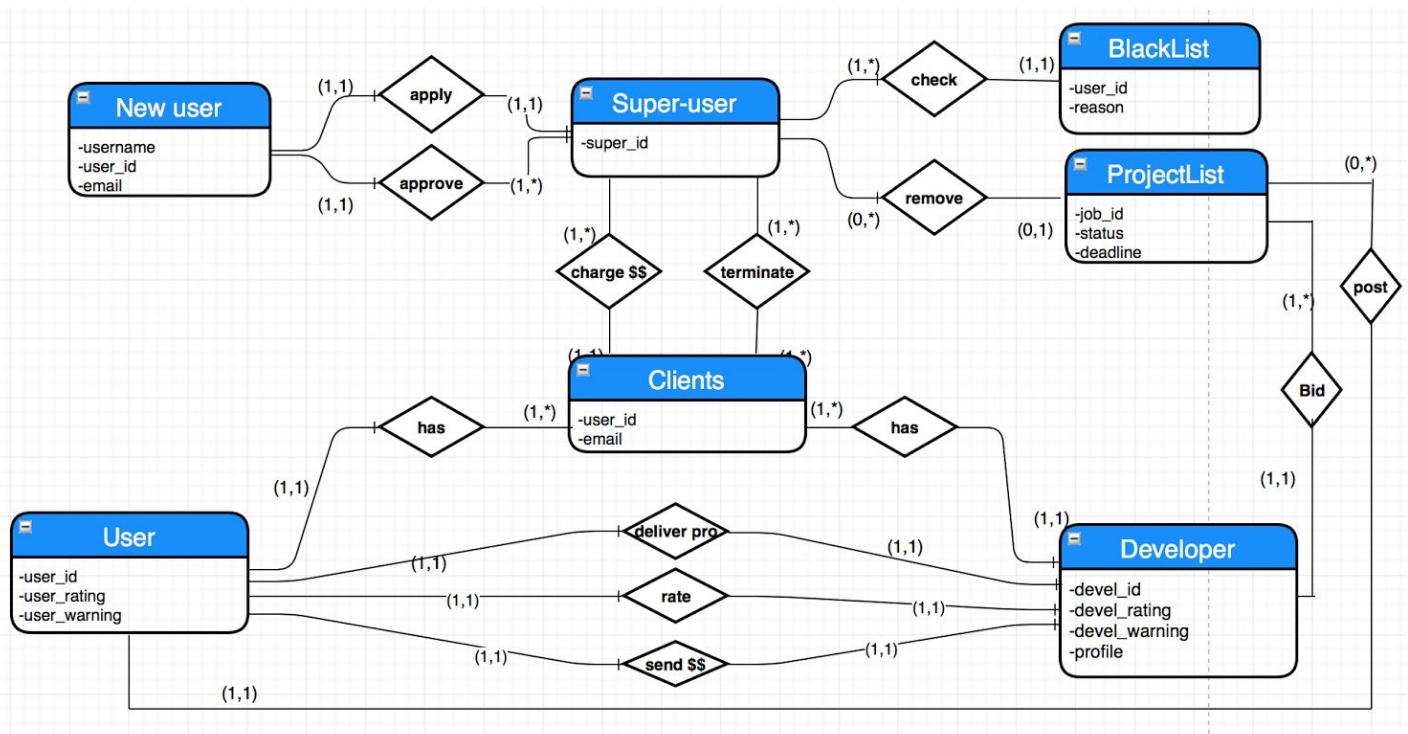 New user
-username
-user_id
-email
(1,1)
apply
(1,1)
(1,1)
approve
(1,*)
Super-user
-super_id
(1,*)
check
(1,1)
BlackList
-user_id
-reason
(0,*)
remove
(0,1)
ProjectList
-job_id
-status
-deadline
(0,*)
post
(1,*)
charge $$
(1,1)
(1,*)
terminate
(1,*)
(1,*)
Bid
(1,1)
Clients
-user_id
-email
(1,1)
has
(1,*)
(1,*)
has
(1,1)
User
-user_id
-user_rating
-user_warning
(1,1)
deliver pro
(1,1)
(1,1)
rate
(1,1)
(1,1)
send $$
(1,1)
Developer
-devel_id
-devel_rating
-devel_warning
-profile
(1,1)